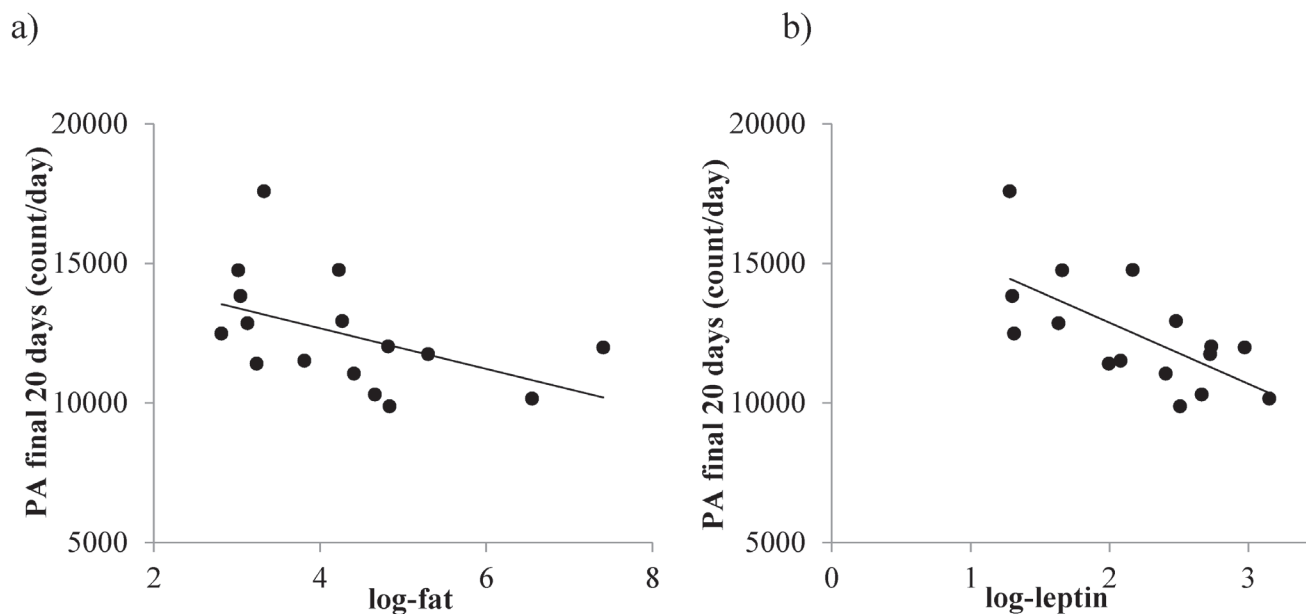 a)
PA final 20 days (count/day)
20000
15000
10000
5000
2
4
6
8
log-fat
b)
PA final 20 days (count/day)
20000
15000
10000
5000
0
1
2
3
log-leptin